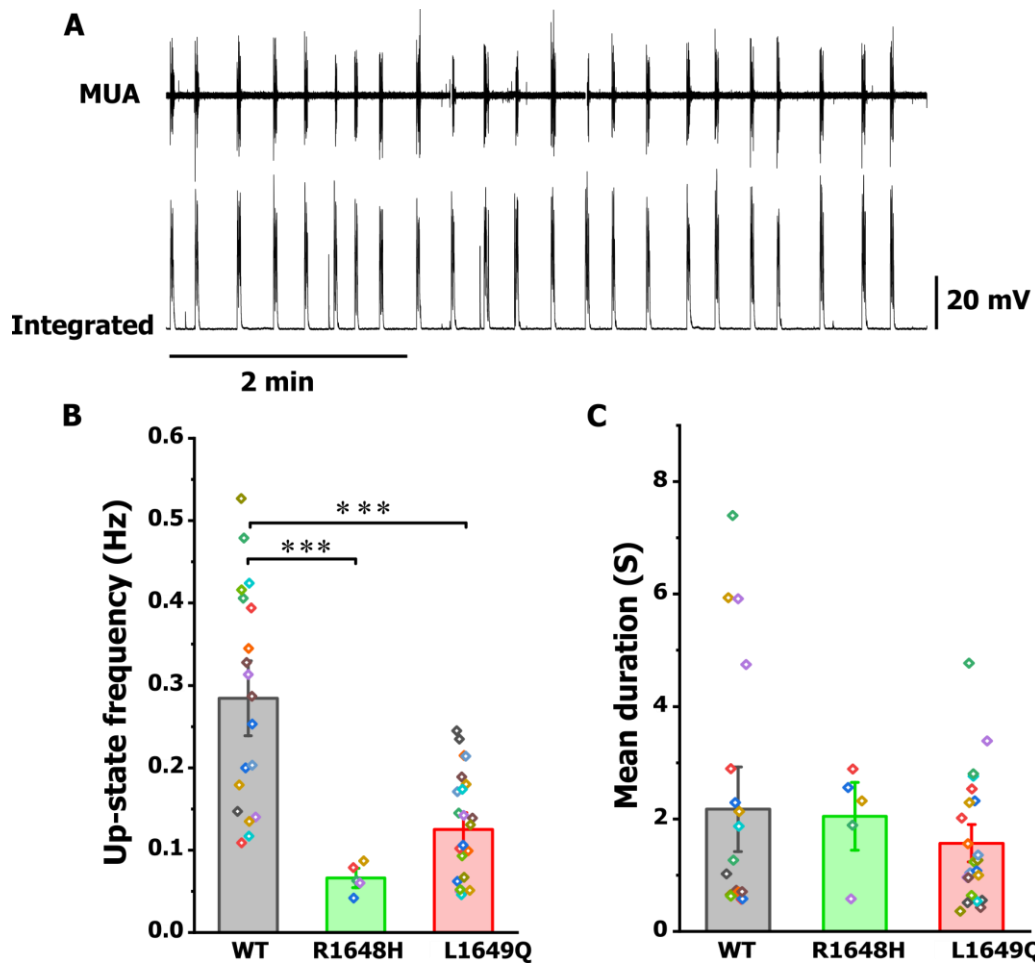 A
MUA
Integrated
20 mV
2 min
B
Up-state frequency (Hz)
0.6
0.5
0.4
0.3
0.2
0.1
0.0
***
***
WT
R1648H
L1649Q
C
Mean duration (S)
8
6
4
2
0
WT
R1648H
L1649Q